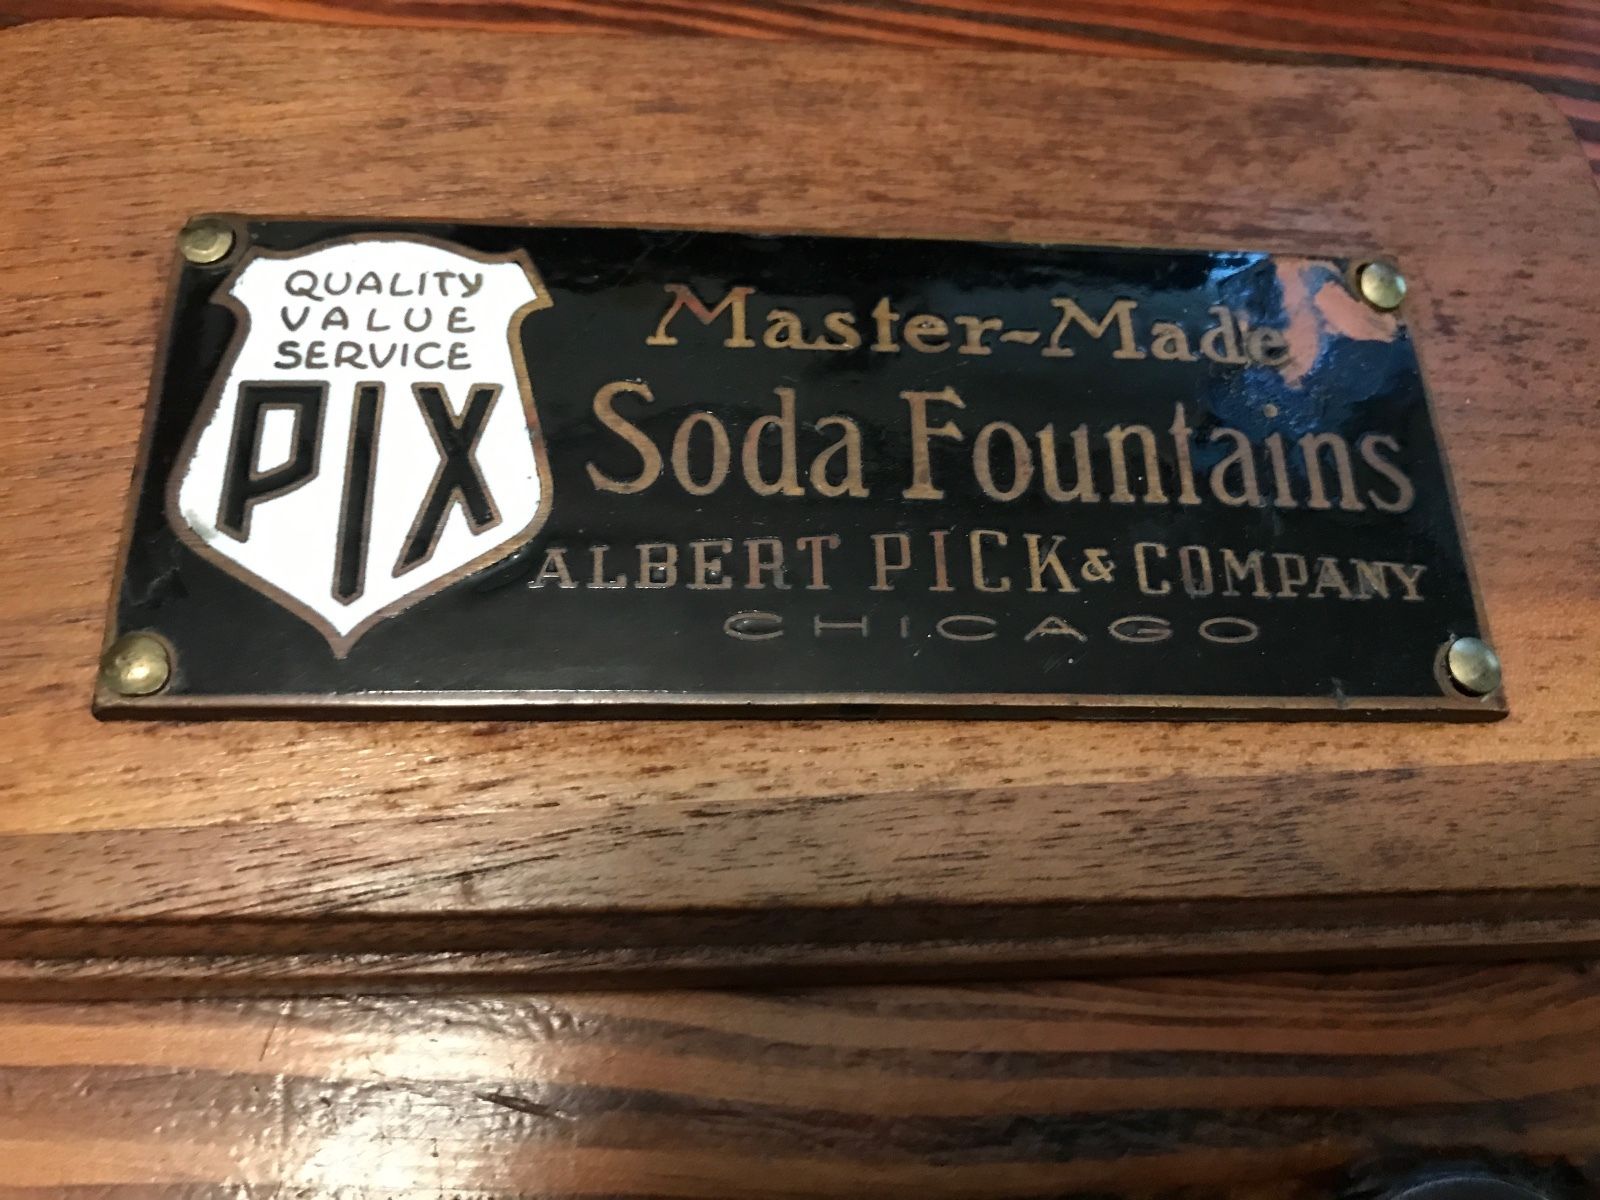 QUALITY
VALUE
SERVICE
PIX
Master-Made
Soda Fountains
ALBERT PICK & COMPANY
CHICAGO